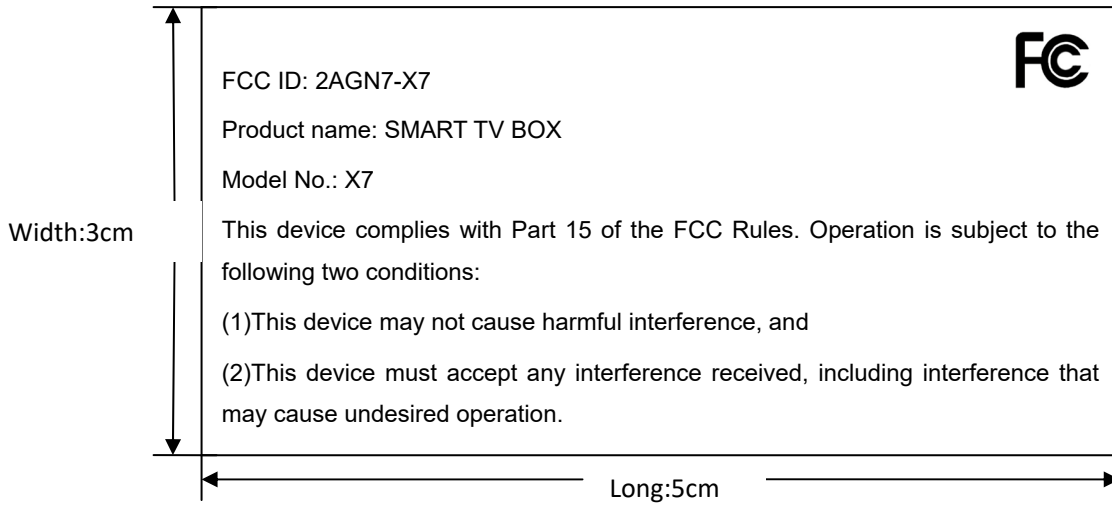 FC
FCC ID: 2AGN7-X7
Product name: SMART TV BOX
Model No.: X7
Width:3cm
This device complies with Part 15 of the FCC Rules. Operation is subject to the
following two conditions:
(1)This device may not cause harmful interference, and
(2)This device must accept any interference received, including interference that
may cause undesired operation.
Long:5cm